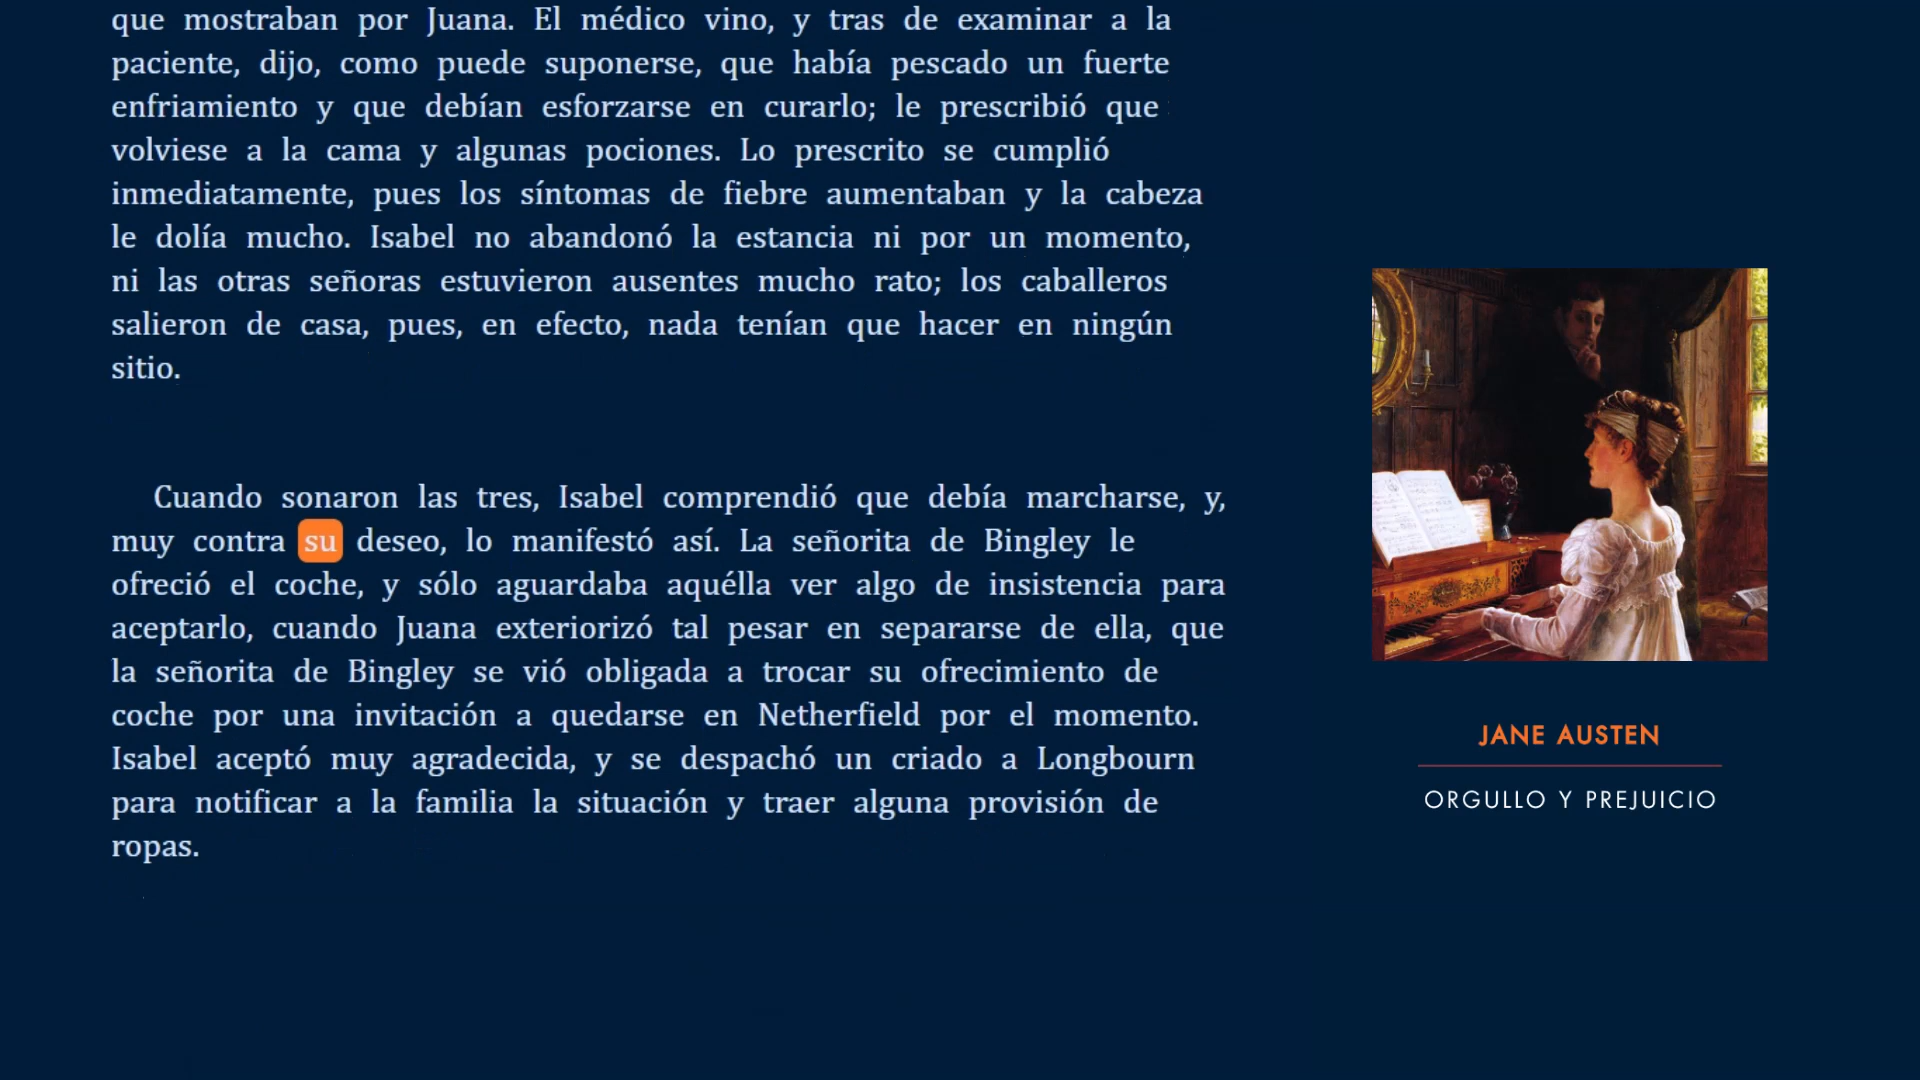 que mostraban por Juana. El médico vino, y tras de examinar a la
paciente, dijo, como puede suponerse, que había pescado un fuerte
enfriamiento y que debían esforzarse en curarlo; le prescribió que
volviese a la cama y algunas pociones. Lo prescrito se cumplió
inmediatamente, pues los síntomas de fiebre aumentaban y la cabeza
le dolía mucho. Isabel no abandonó la estancia ni por un momento,
ni las otras señoras estuvieron ausentes mucho rato; los caballeros
salieron de casa, pues, en efecto, nada tenían que hacer en ningún
sitio.
Cuando sonaron las tres, Isabel comprendió que debía marcharse, y,
muy contra su deseo, lo manifestó así. La señorita de Bingley le
ofreció el coche, y sólo aguardaba aquélla ver algo de insistencia para
aceptarlo, cuando Juana exteriorizó tal pesar en separarse de ella, que
la señorita de Bingley se vió obligada a trocar su ofrecimiento de
coche por una invitación a quedarse en Netherfield por el momento.
Isabel aceptó muy agradecida, y se despachó un criado a Longbourn
para notificar a la familia la situación y traer alguna provisión de
ropas.
JANE AUSTEN
ORGULLO Y PREJUICIO